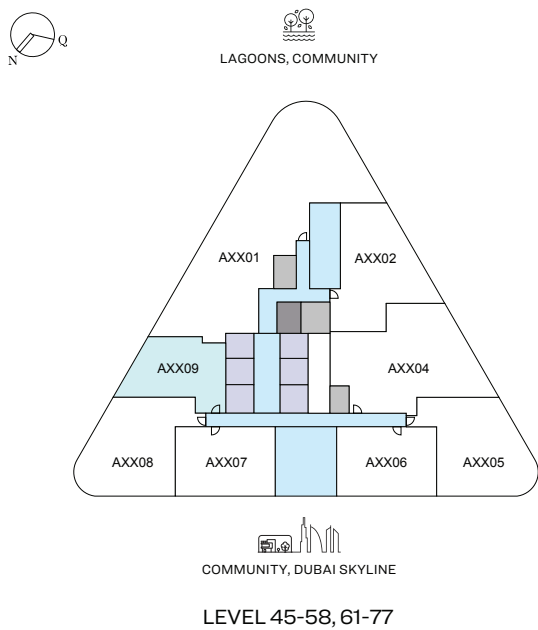 N
Q
LAGOONS, COMMUNITY
AXX01
AXX02
AXX09
AXX04
AXX08
AXX07
AXX06
AXX05
COMMUNITY, DUBAI SKYLINE
LEVEL 45-58, 61-77